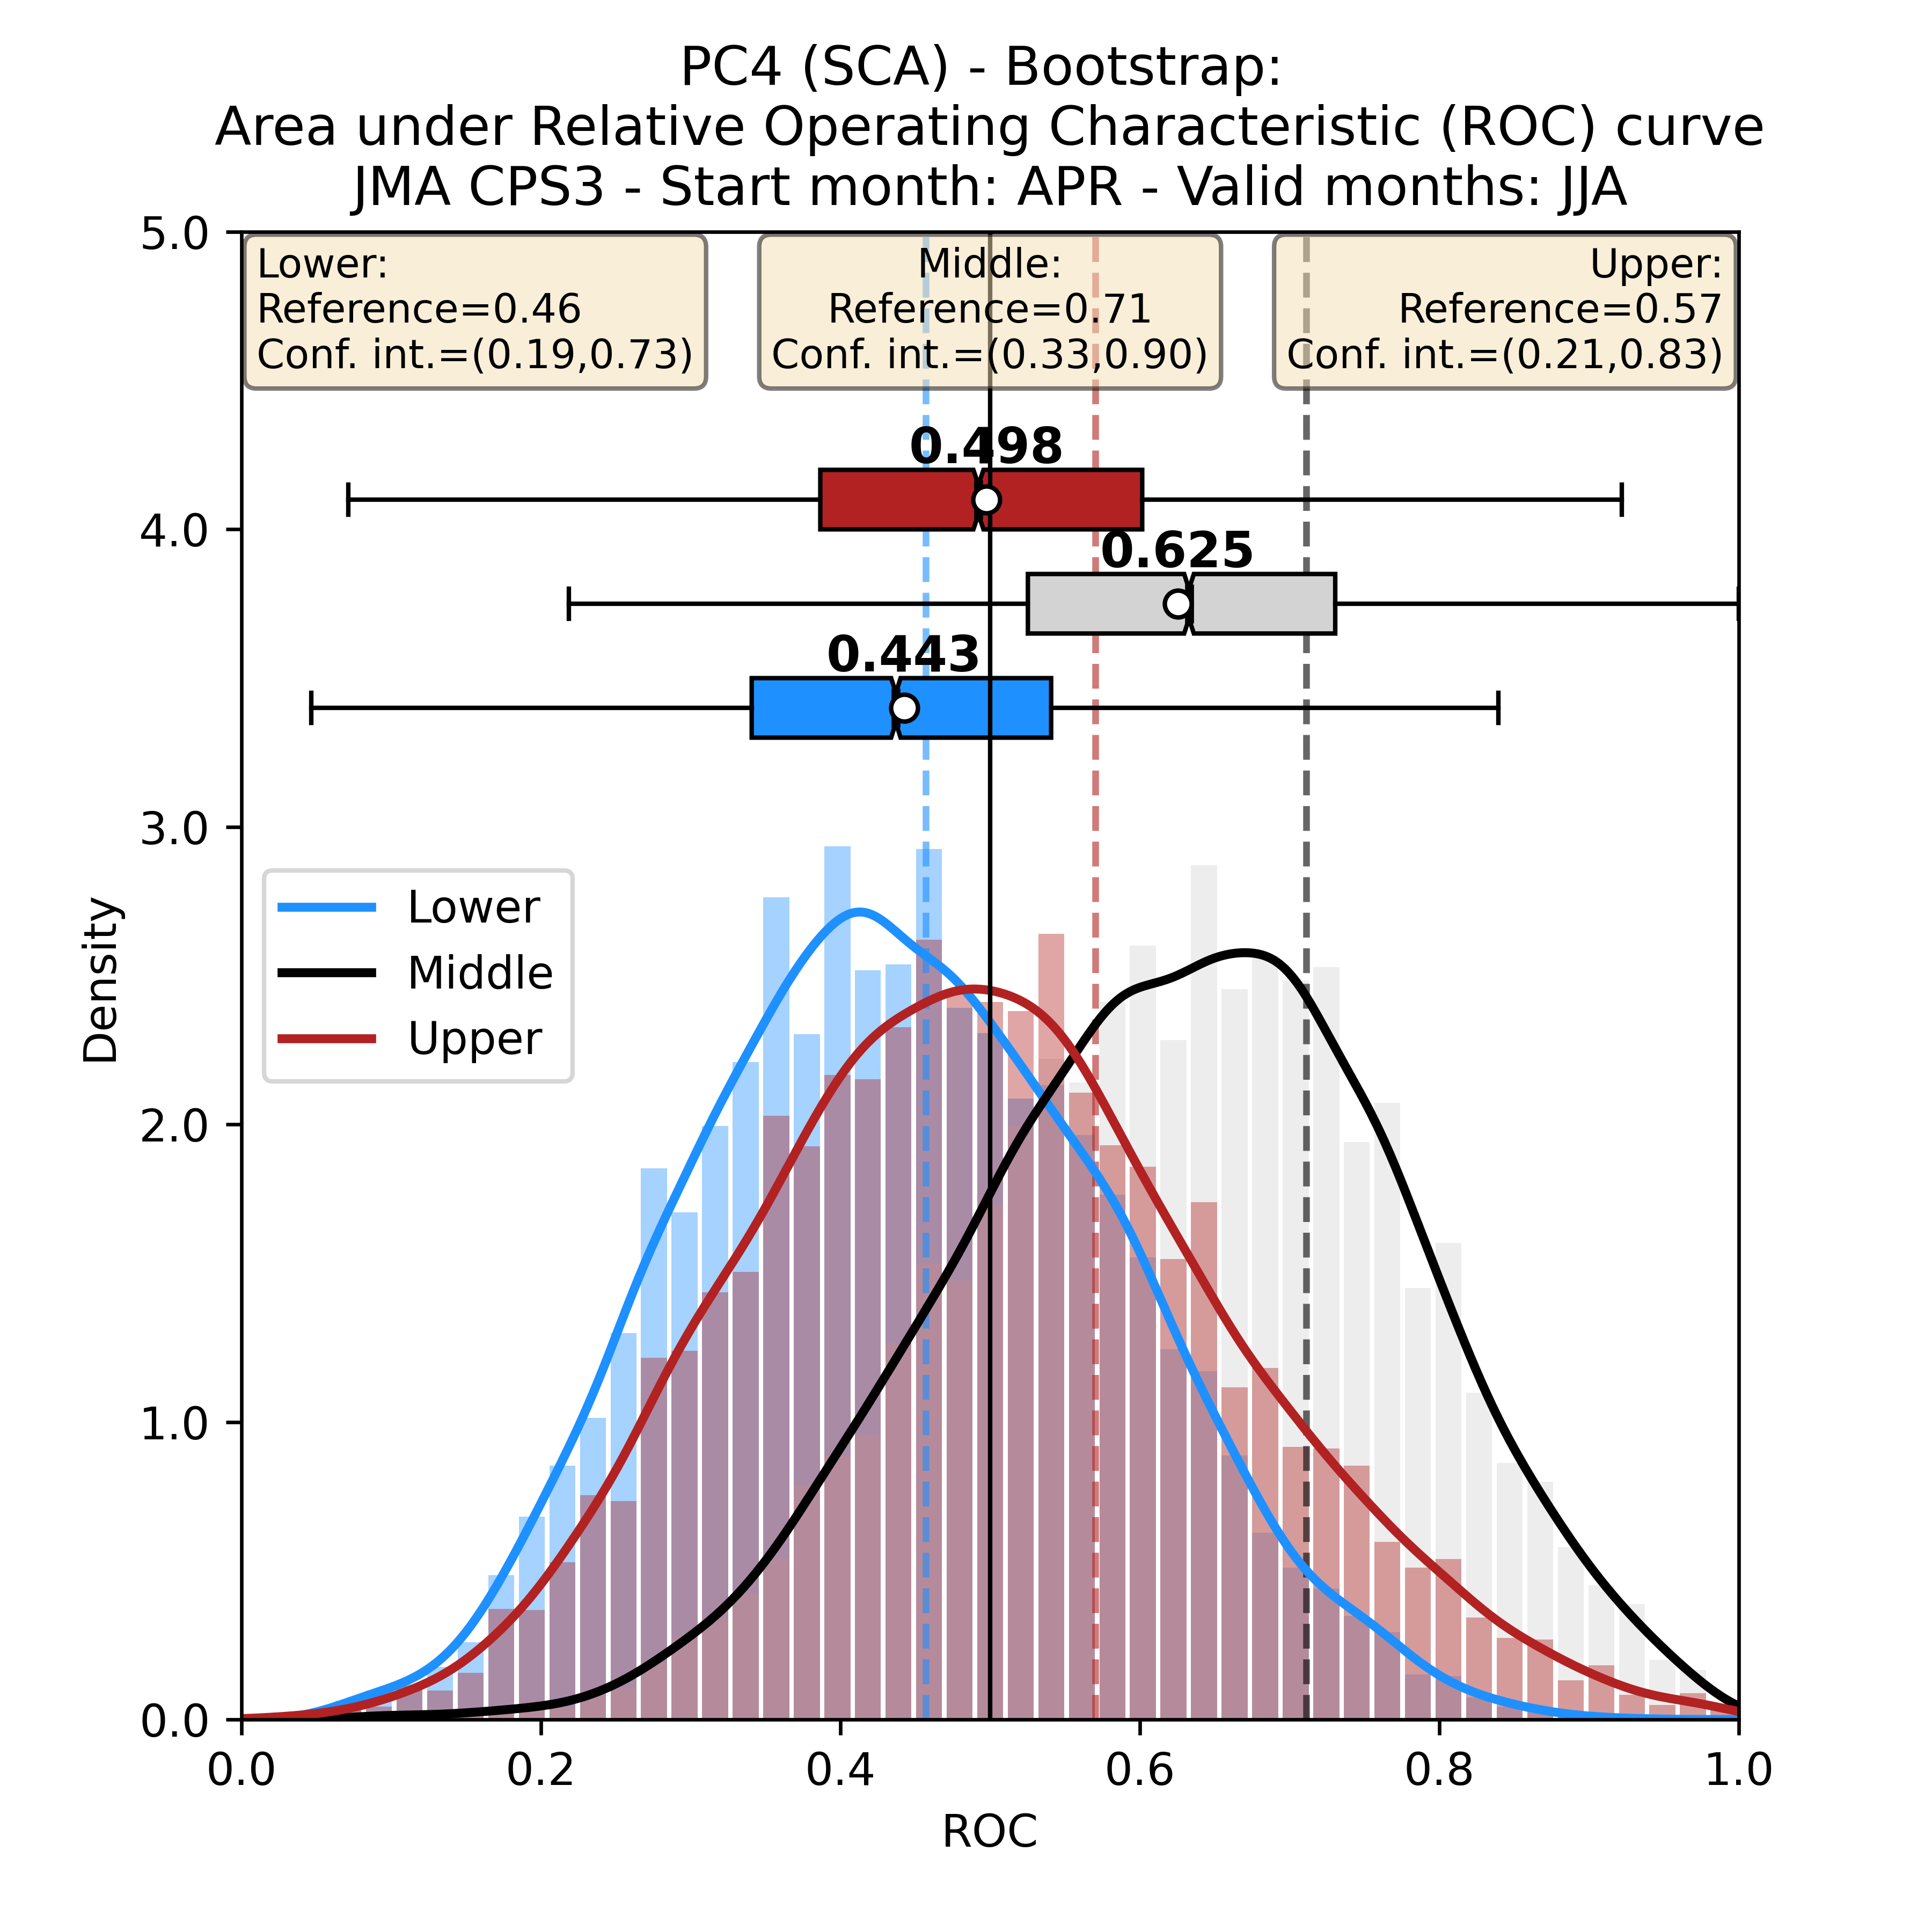 PC4 (SCA) - Bootstrap:
Area under Relative Operating Characteristic (ROC) curve
JMA CPS3 - Start month: APR - Valid months: JJA
Lower:
Reference=0.46
Conf. int.=(0.19,0.73)
Middle:
Reference=0.71
Conf. int.=(0.33,0.90)
Upper:
Reference=0.57
Conf. int.=(0.21,0.83)
0.498
0.625
0.443
5.0
4.0
3.0
2.0
1.0
0.0
Density
Lower
Middle
Upper
0.0 0.2 0.4 0.6 0.8 1.0
ROC